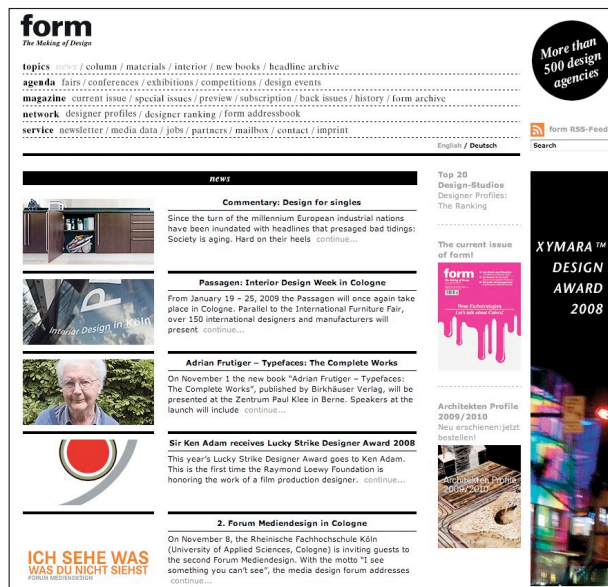 form
The Making of Design
More than
500 design
agencies
topics news / column / materials / interior / new books / headline archive
agenda fairs / conferences / exhibitions / competitions / design events
magazine current issue / special issues / preview / subscription / back issues / history / form archive
network designer profiles / designer ranking / form addressbook
service newsletter / media data / jobs / partners / mailbox / contact / imprint
form RSS-Feed
English / Deutsch
Search
news
Commentary: Design for singles
Since the turn of the millennium European industrial nations
have been inundated with headlines that presaged bad tidings:
Society is aging. Hard on their heels continue...
Passagen: Interior Design Week in Cologne
From January 19 – 25, 2009 the Passagen will once again take
place in Cologne. Parallel to the International Furniture Fair,
over 150 international designers and manufacturers will
present continue...
P
Interior Design in Köln
Adrian Frutiger – Typefaces: The Complete Works
On November 1 the new book “Adrian Frutiger – Typefaces:
The Complete Works”, published by Birkhäuser Verlag, will be
presented at the Zentrum Paul Klee in Berne. Speakers at the
launch will include continue...
Sir Ken Adam receives Lucky Strike Designer Award 2008
This year’s Lucky Strike Designer Award goes to Ken Adam.
This is the first time the Raymond Loewy Foundation is
honoring the work of a film production designer. continue...
2. Forum Mediendesign in Cologne
On November 8, the Rheinische Fachhochschule Köln
(University of Applied Sciences, Cologne) is inviting guests to
the second Forum Mediendesign. With the motto “I see
something you can’t see”, the media design forum addresses
continue...
ICH SEHE WAS
WAS DU NICHT SIEHST
FORUM MEDIENDESIGN
Top 20
Design-Studios
Designer Profiles:
The Ranking
The current issue
of form!
form
The Making of Design
Neue Farbstrategien
Let's talk about Colors!
Architekten Profile
2009/2010
Neu erschienen:jetzt
bestellen!
Architekten Profile
2009/2010
XYMARA™
DESIGN
AWARD
2008